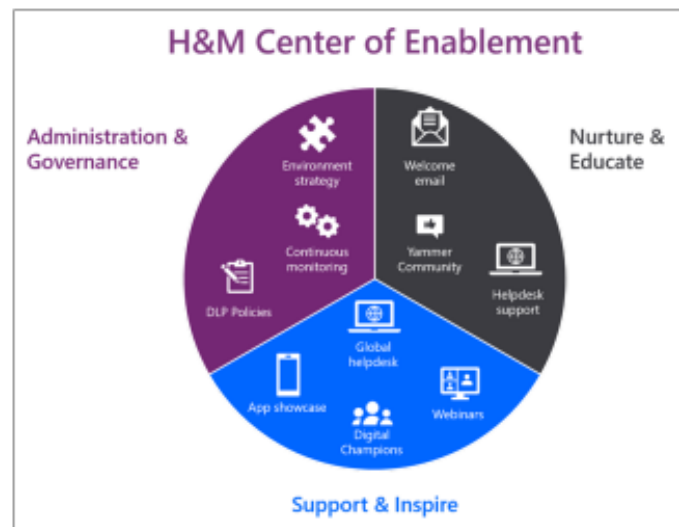 H&M Center of Enablement
Administration &
Governance
Nurture &
Educate
Environment
strategy
Continuous
monitoring
DLP Policies
Welcome
email
Yammer
Community
Helpdesk
support
Global
helpdesk
App showcase
Digital
Champions
Webinars
Support & Inspire